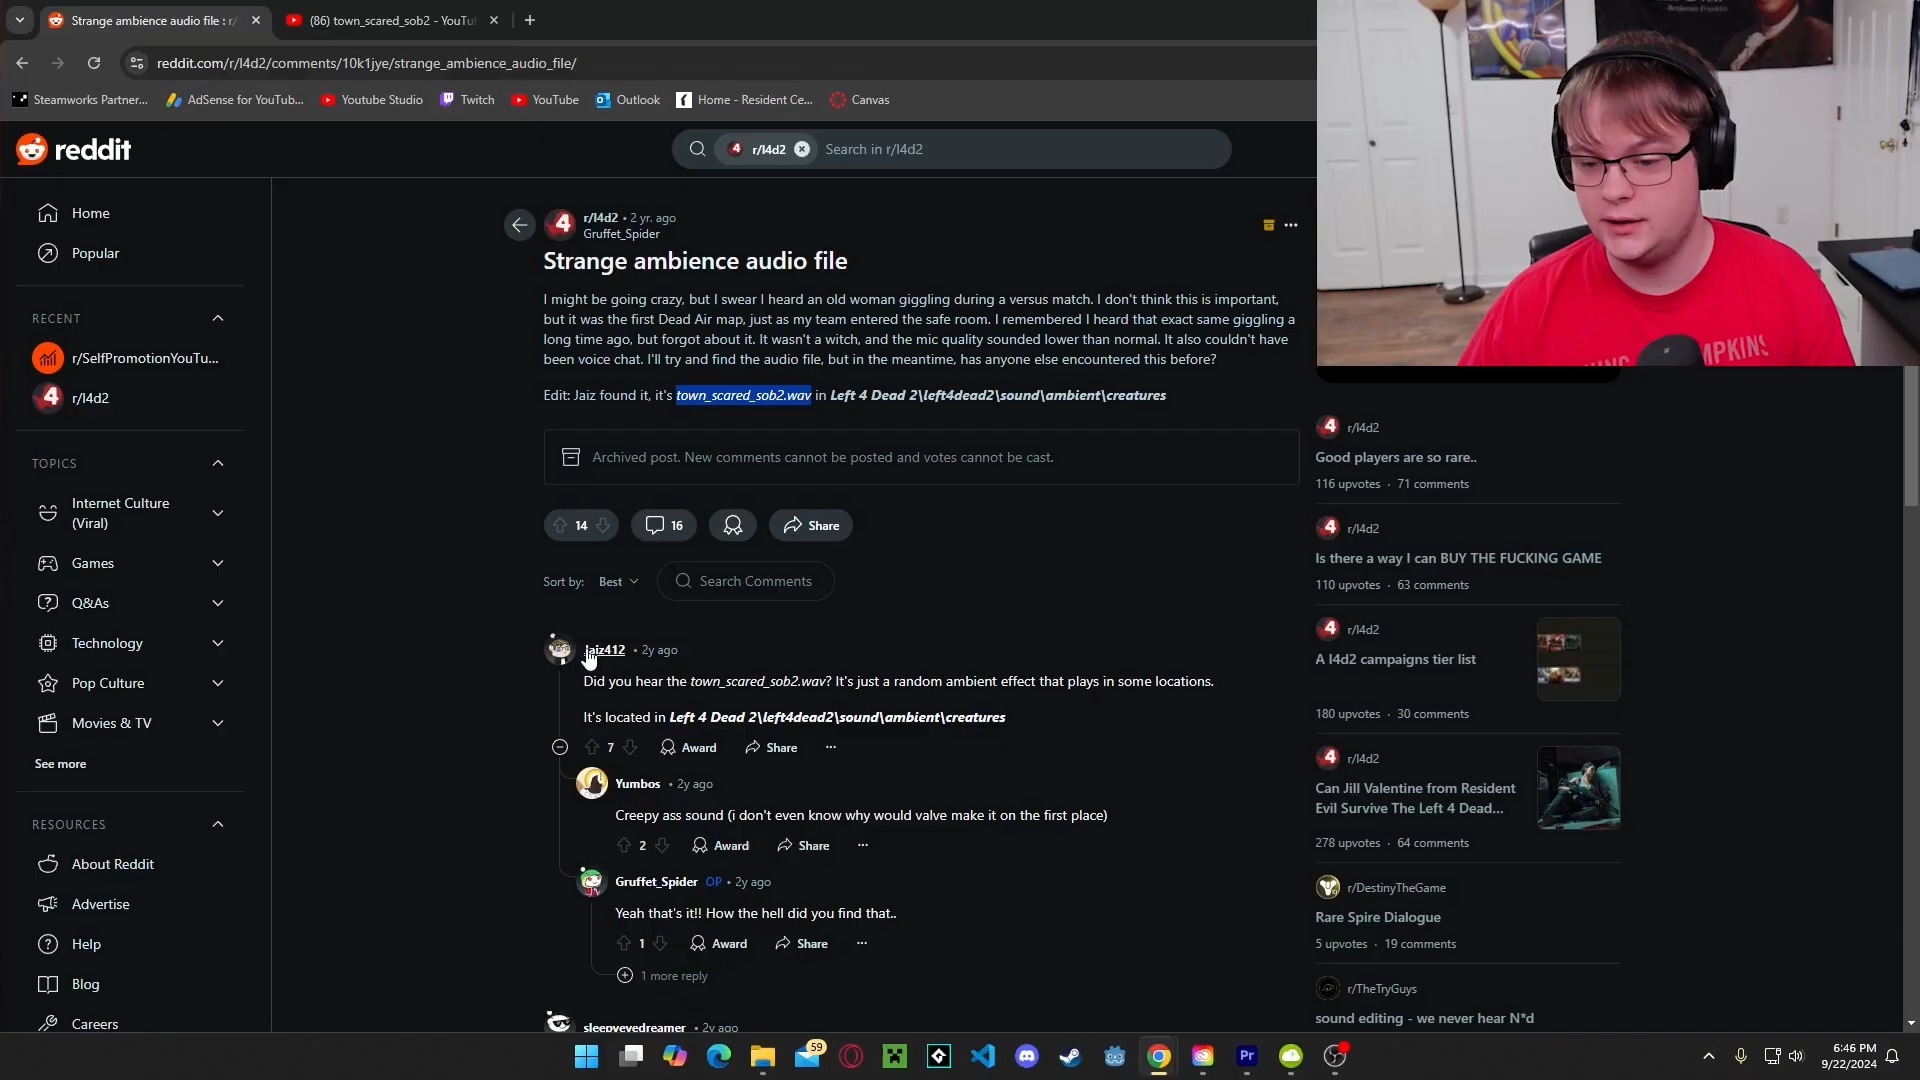 Strange ambience audio file : r/
(86) town_scared_sob2 - YouTu
reddit.com/r/l4d2/comments/10k1jye/strange_ambience_audio_file/
Steamworks Partner...
AdSense for YouTub...
Youtube Studio
Twitch
YouTube
Outlook
Home - Resident Ce...
Canvas
reddit
r/l4d2
Search in r/l4d2
Home
Popular
RECENT
r/SelfPromotionYouTu...
r/l4d2
TOPICS
Internet Culture
(Viral)
Games
Q&As
Technology
Pop Culture
Movies & TV
See more
RESOURCES
About Reddit
Advertise
Help
Blog
Careers
r/l4d2 • 2 yr. ago
Gruffet_Spider
Strange ambience audio file
I might be going crazy, but I swear I heard an old woman giggling during a versus match. I don't think this is important,
but it was the first Dead Air map, just as my team entered the safe room. I remembered I heard that exact same giggling a
long time ago, but forgot about it. It wasn't a witch, and the mic quality sounded lower than normal. It also couldn't have
been voice chat. I'll try and find the audio file, but in the meantime, has anyone else encountered this before?
Edit: Jaiz found it, it's town_scared_sob2.wav in Left 4 Dead 2\left4dead2\sound\ambient\creatures
Archived post. New comments cannot be posted and votes cannot be cast.
14
16
Share
Sort by: Best
Search Comments
jaiz412 • 2y ago
Did you hear the town_scared_sob2.wav? It's just a random ambient effect that plays in some locations.
It's located in Left 4 Dead 2\left4dead2\sound\ambient\creatures
7 Award Share ...
Yumbos • 2y ago
Creepy ass sound (i don't even know why would valve make it on the first place)
2 Award Share ...
Gruffet_Spider OP • 2y ago
Yeah that's it!! How the hell did you find that..
1 Award Share ...
1 more reply
sleepyeyedreamer • 2y ago
r/l4d2
Good players are so rare..
116 upvotes · 71 comments
r/l4d2
Is there a way I can BUY THE FUCKING GAME
110 upvotes · 63 comments
r/l4d2
A l4d2 campaigns tier list
180 upvotes · 30 comments
r/l4d2
Can Jill Valentine from Resident
Evil Survive The Left 4 Dead...
278 upvotes · 64 comments
r/DestinyTheGame
Rare Spire Dialogue
5 upvotes · 19 comments
r/TheTryGuys
sound editing - we never hear N*d
Benjamin Franklin
59
Pr
6:46 PM
9/22/2024